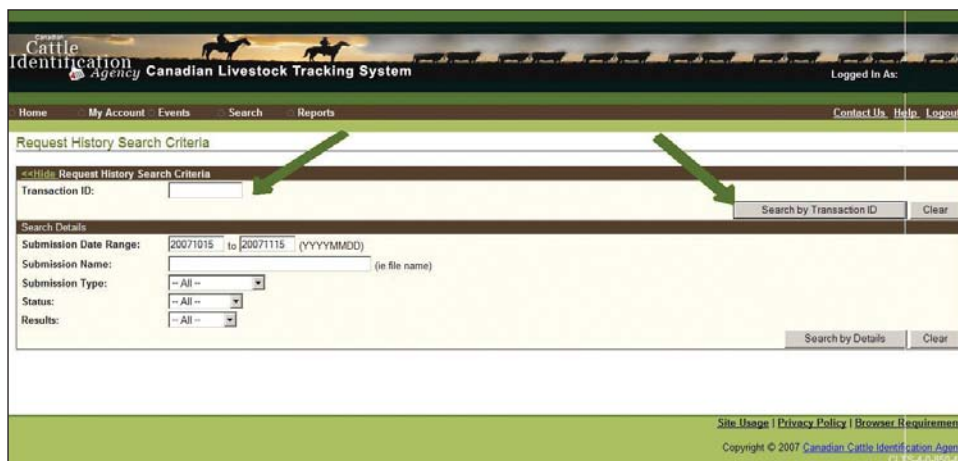 Canadian
Cattle
Identification
Agency Canadian Livestock Tracking System
Logged In As:
Home My Account Events Search Reports Contact Us Help Logout
Request History Search Criteria
<<Hide Request History Search Criteria
Transaction ID:
Search by Transaction ID Clear
Search Details
Submission Date Range: 20071015 to 20071115 (YYYYMMDD)
Submission Name: (ie file name)
Submission Type: -- All --
Status: -- All --
Results: -- All --
Search by Details Clear
Site Usage | Privacy Policy | Browser Requiremen
Copyright © 2007 Canadian Cattle Identification Agen